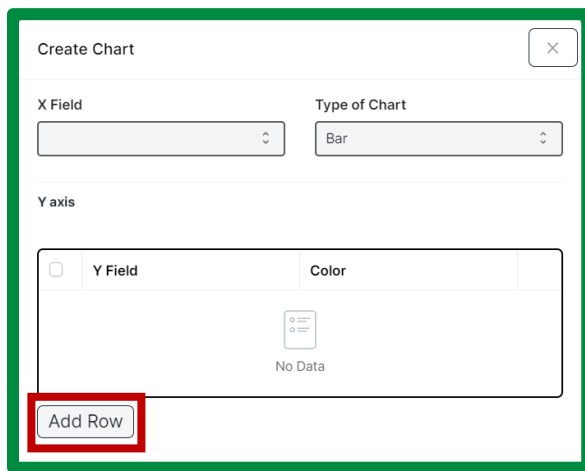 Create Chart
X Field Type of Chart
Bar
Y axis
Y Field Color
No Data
Add Row